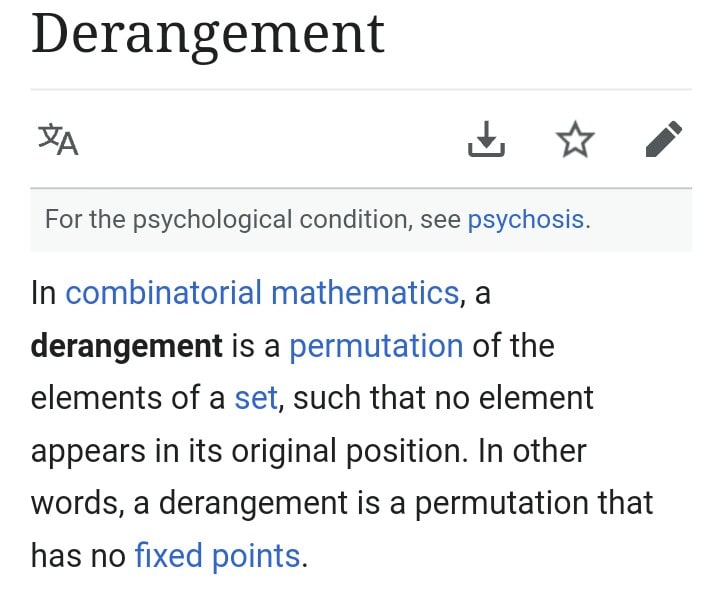 Derangement
文A
For the psychological condition, see psychosis.
In combinatorial mathematics, a
derangement is a permutation of the
elements of a set, such that no element
appears in its original position. In other
words, a derangement is a permutation that
has no fixed points.